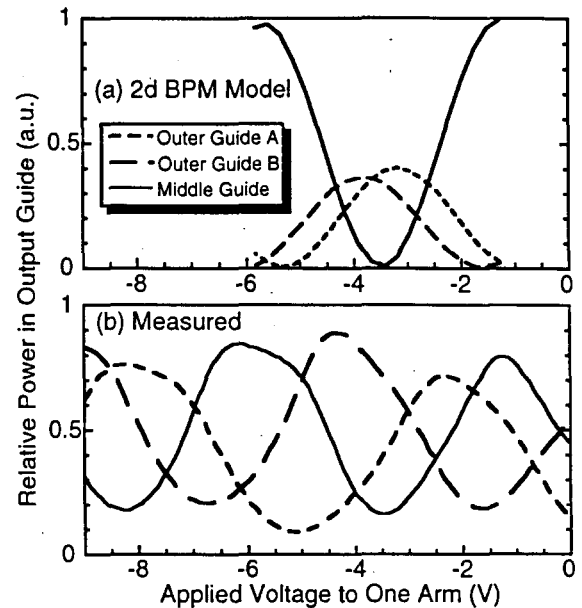 1
(a) 2d BPM Model
0.5
Outer Guide A
Outer Guide B
Middle Guide
0
-8
-6
-4
-2
0
Relative Power in Output Guide (a.u.)
1
(b) Measured
0.5
0
-8
-6
-4
-2
0
Applied Voltage to One Arm (V)